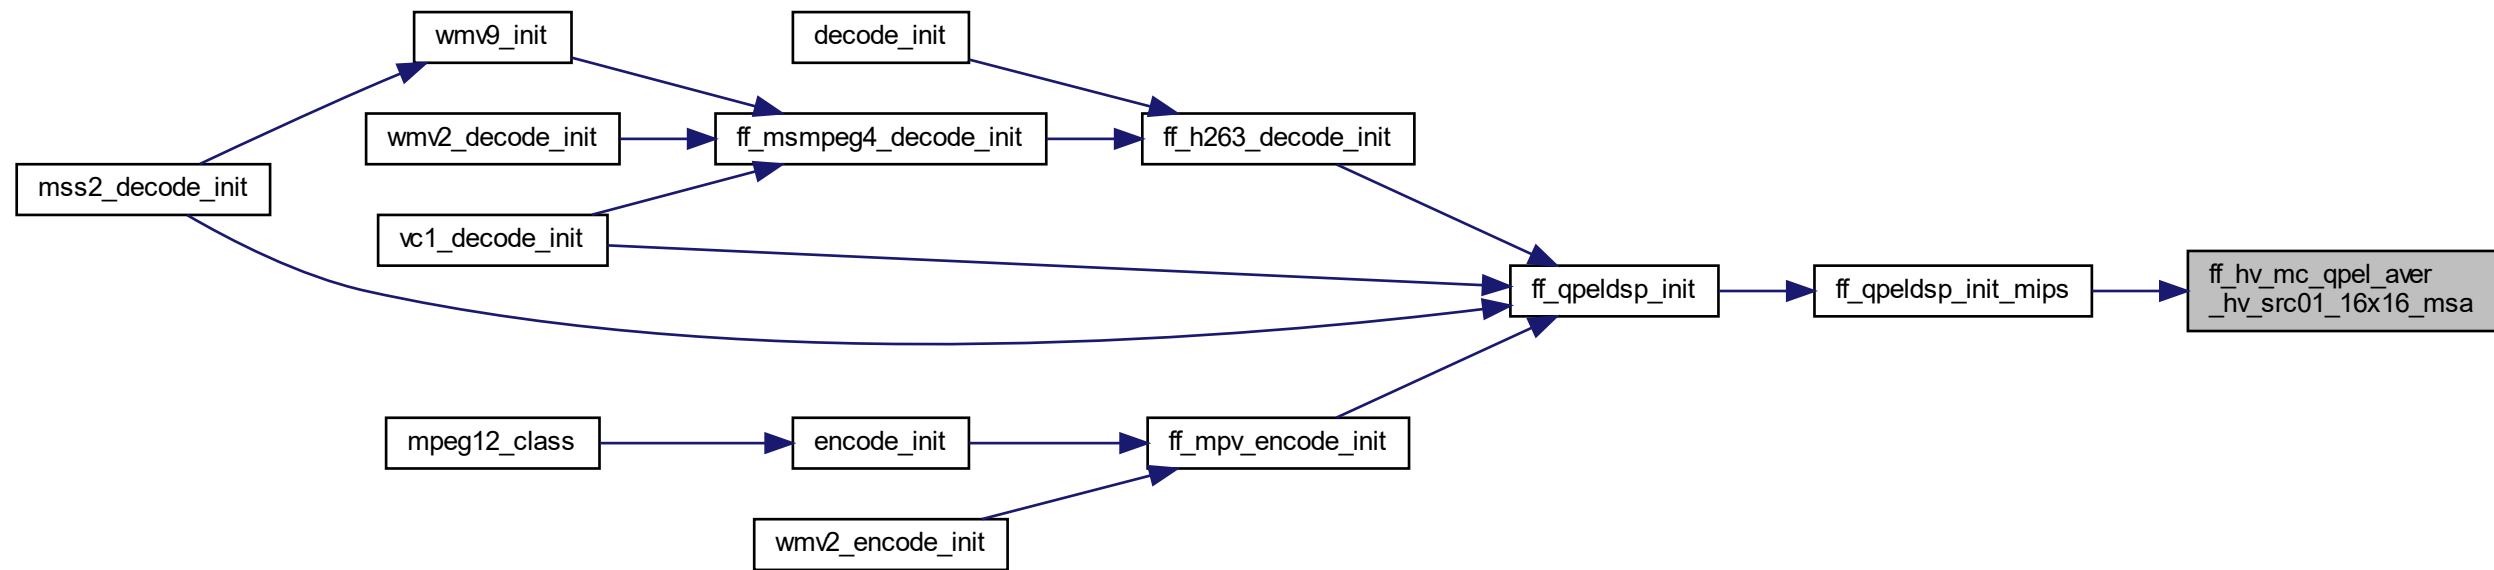 wmv9_init
decode_init
wmv2_decode_init
ff_msmpeg4_decode_init
ff_h263_decode_init
mss2_decode_init
vc1_decode_init
ff_qpeldsp_init
ff_qpeldsp_init_mips
ff_hv_mc_qpel_aver
_hv_src01_16x16_msa
mpeg12_class
encode_init
ff_mpv_encode_init
wmv2_encode_init